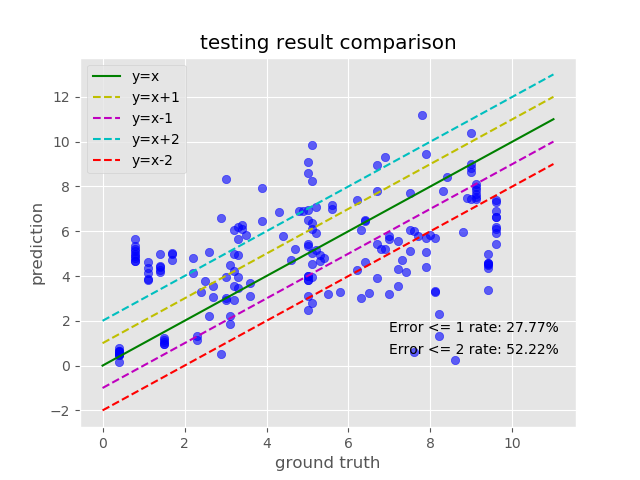 testing result comparison
y=x
y=x+1
y=x-1
y=x+2
y=x-2
12
10
8
6
4
2
0
−2
prediction
Error <= 1 rate: 27.77%
Error <= 2 rate: 52.22%
0
2
4
6
8
10
ground truth